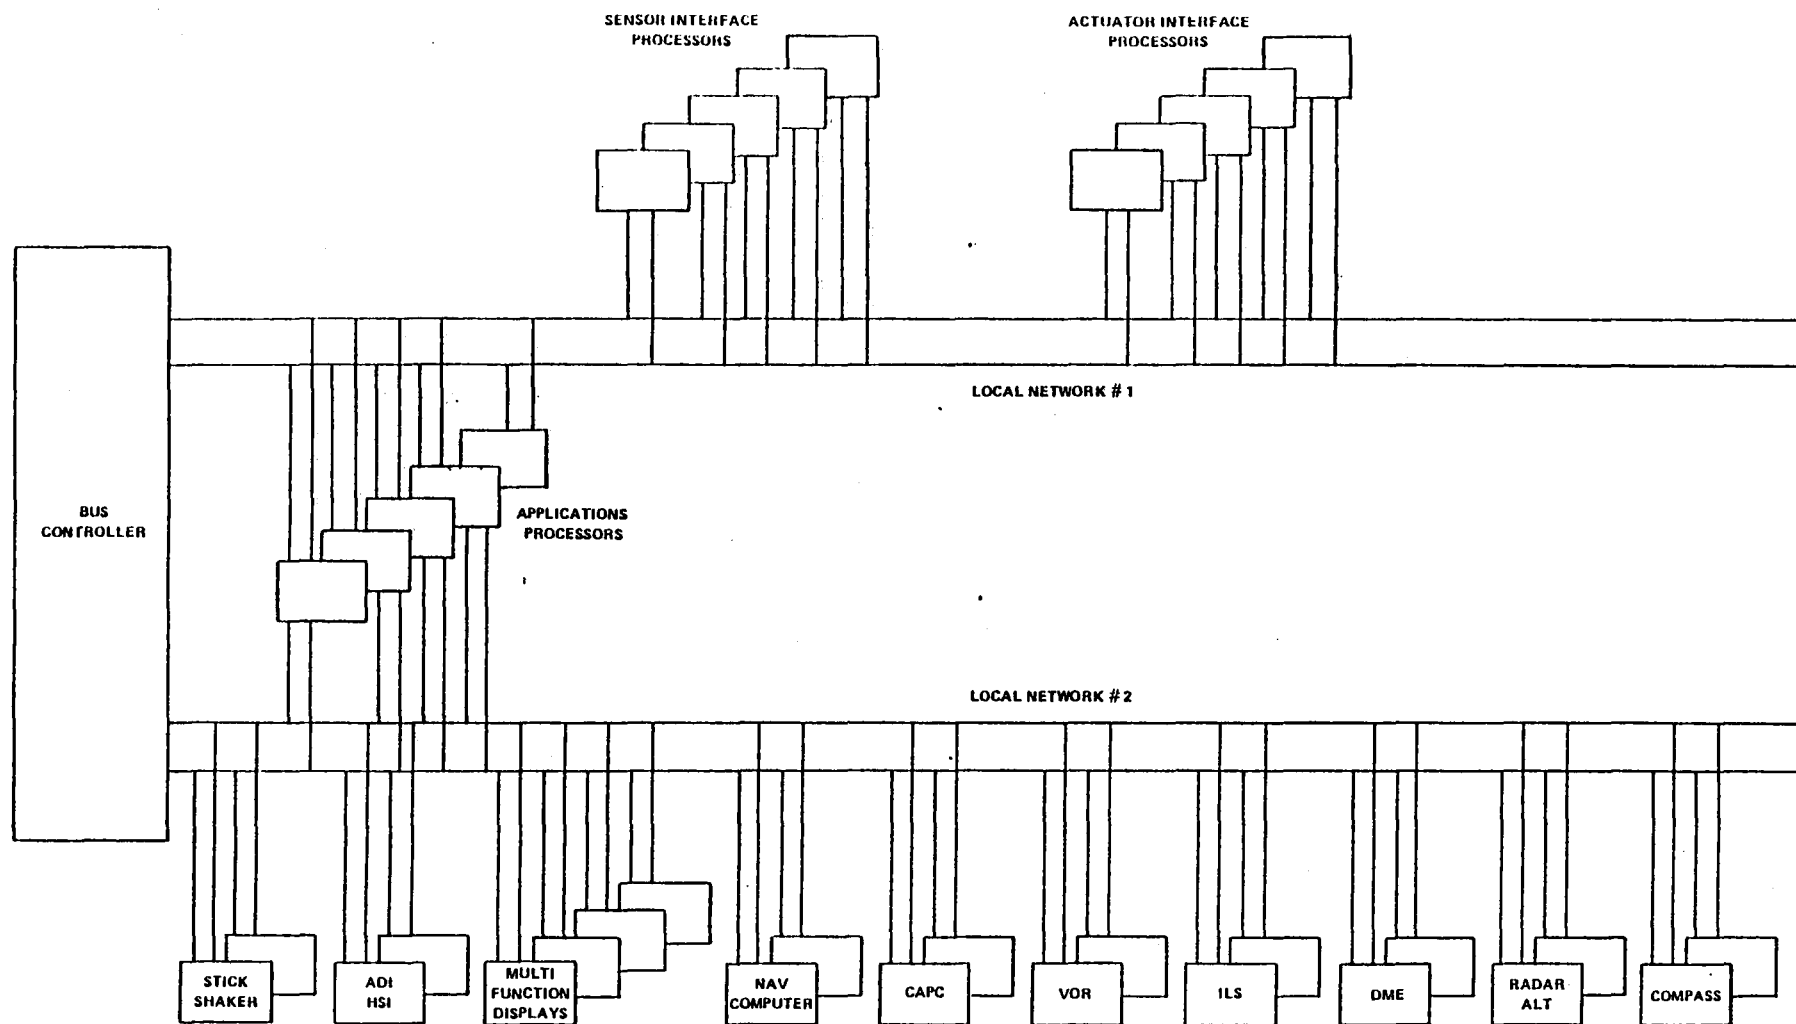 SENSOR INTERFACE
PROCESSORS
ACTUATOR INTERFACE
PROCESSORS
LOCAL NETWORK #1
BUS
CONTROLLER
APPLICATIONS
PROCESSORS
LOCAL NETWORK #2
STICK
SHAKER
ADI
HSI
MULTI
FUNCTION
DISPLAYS
NAV
COMPUTER
CAPC
VOR
ILS
DME
RADAR
ALT
COMPASS